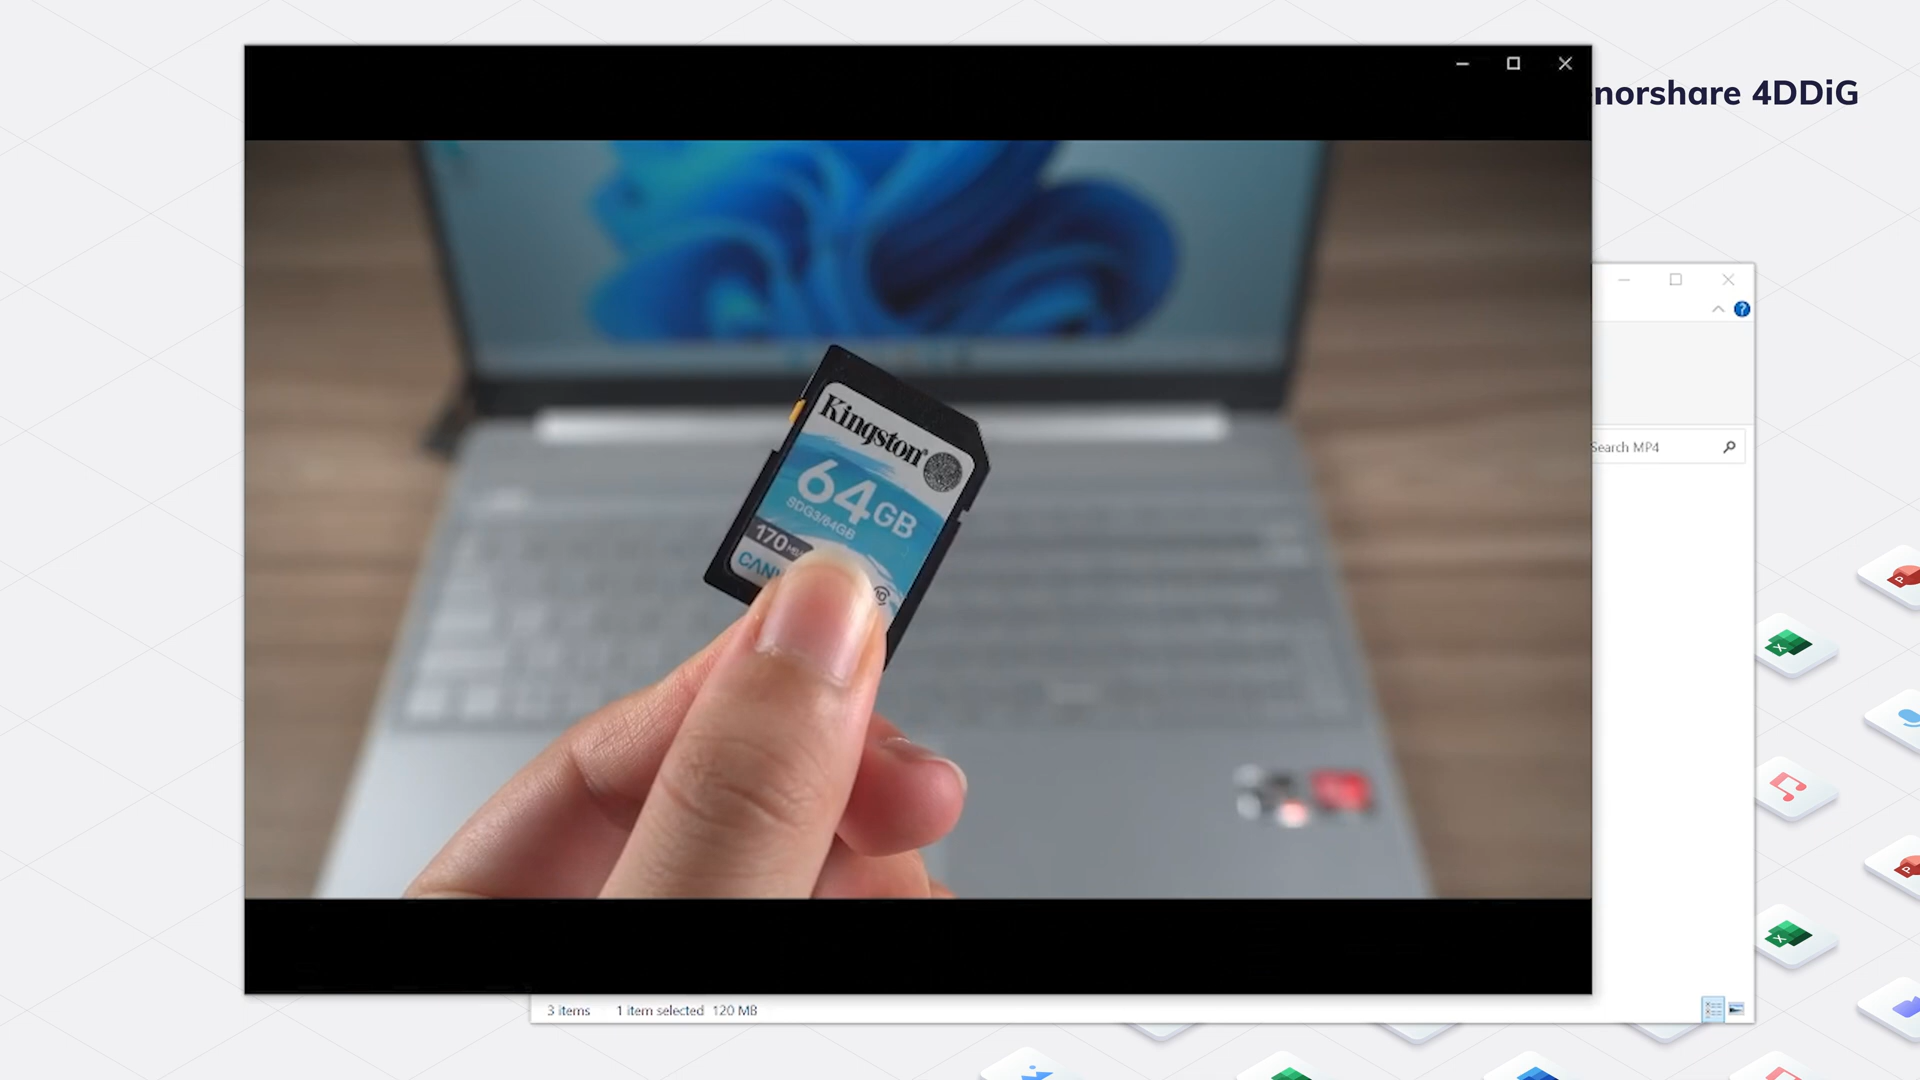 norshare 4DDiG
Kingston
64GB
SDG3/64GB
170
Search MP4
3 items 1 item selected 120 MB